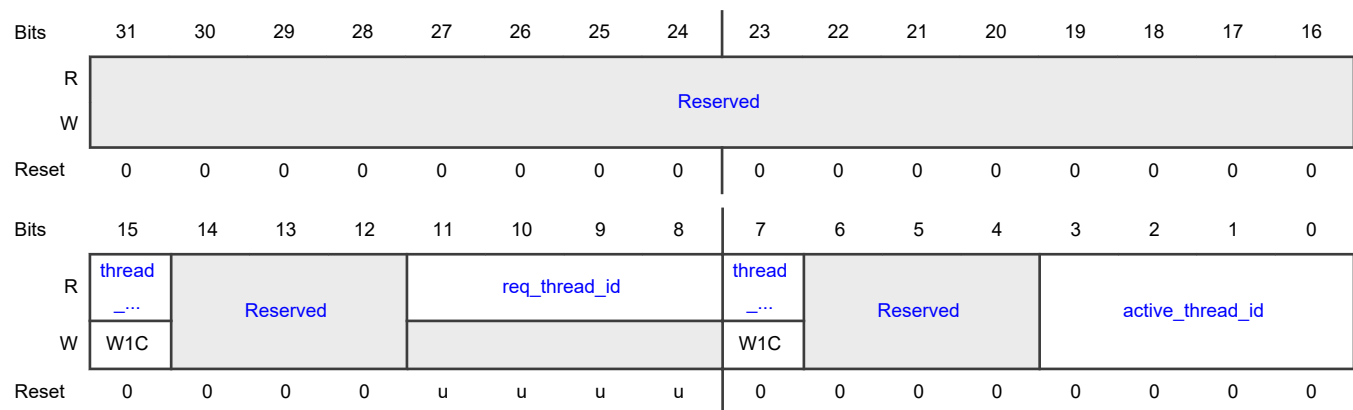 Bits 31 30 29 28 27 26 25 24 23 22 21 20 19 18 17 16
R
Reserved
W
Reset 0 0 0 0 0 0 0 0 0 0 0 0 0 0 0 0
Bits 15 14 13 12 11 10 9 8 7 6 5 4 3 2 1 0
R thread _... Reserved req_thread_id thread _... Reserved active_thread_id
W W1C W1C
Reset 0 0 0 0 u u u u 0 0 0 0 0 0 0 0